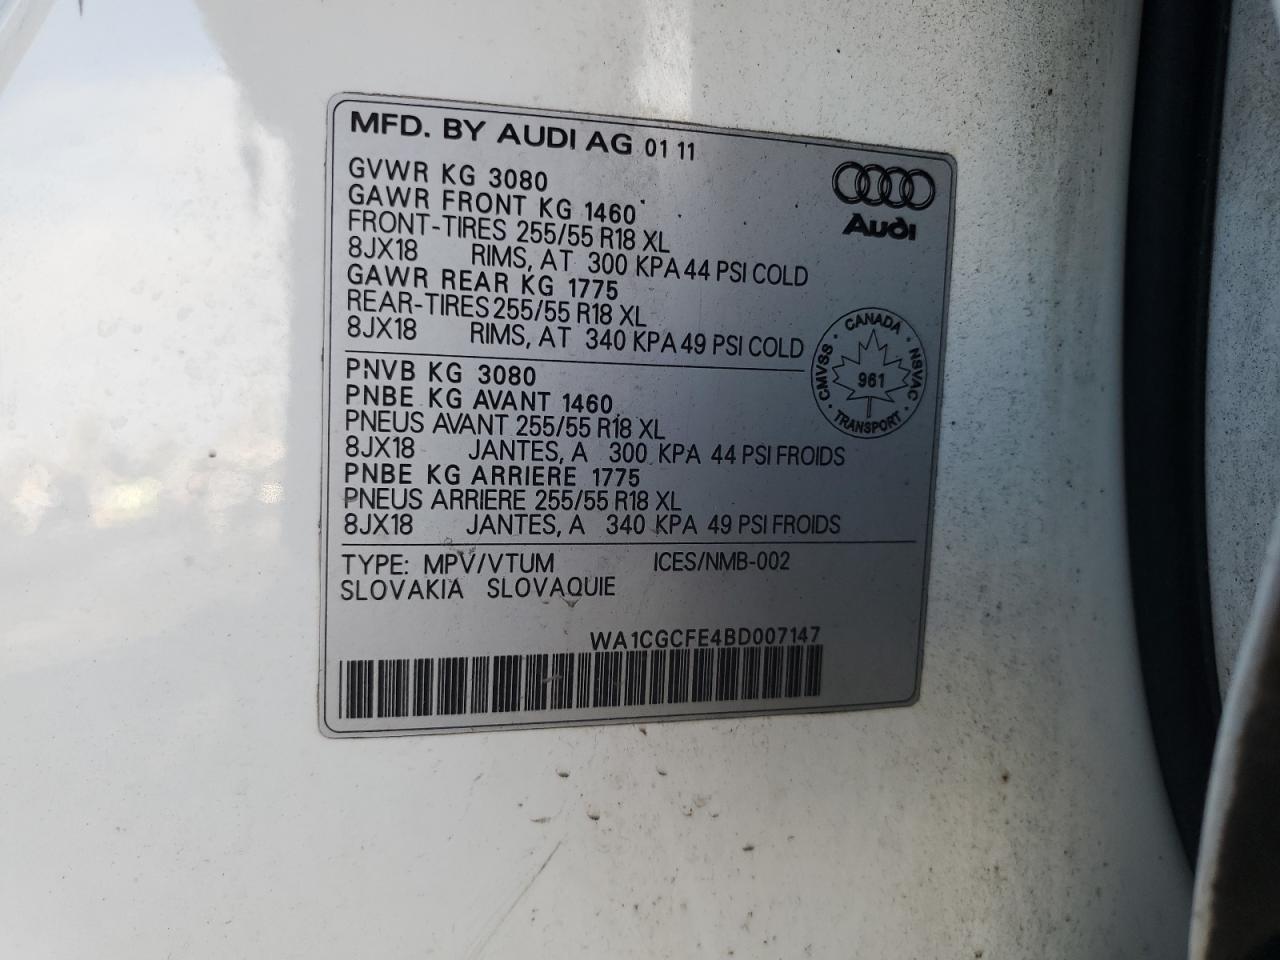 MFD. BY AUDI AG 01 11
GVWR KG 3080
GAWR FRONT KG 1460
FRONT-TIRES 255/55 R18 XL
8JX18 RIMS, AT 300 KPA 44 PSI COLD
GAWR REAR KG 1775
REAR-TIRES 255/55 R18 XL
8JX18 RIMS, AT 340 KPA 49 PSI COLD
Audi
CANADA
CMVSS
NSVAC
961
TRANSPORT
PNVB KG 3080
PNBE KG AVANT 1460
PNEUS AVANT 255/55 R18 XL
8JX18 JANTES, A 300 KPA 44 PSI FROIDS
PNBE KG ARRIERE 1775
PNEUS ARRIERE 255/55 R18 XL
8JX18 JANTES, A 340 KPA 49 PSI FROIDS
TYPE: MPV/VTUM ICES/NMB-002
SLOVAKIA SLOVAQUIE
WA1CGCFE4BD007147